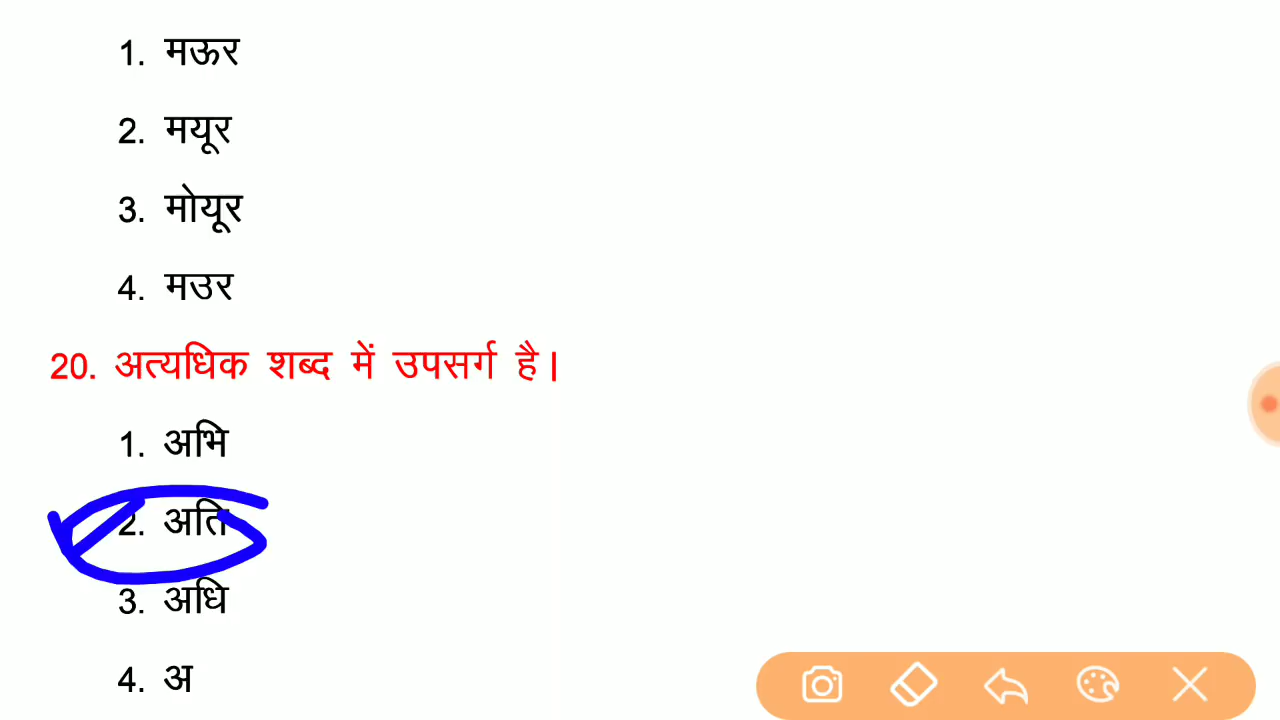 1. मऊर
2. मयूर
3. मोयूर
4. मउर
20. अत्यधिक शब्द में उपसर्ग है।
1. अभि
2. अति
3. अधि
4. अ